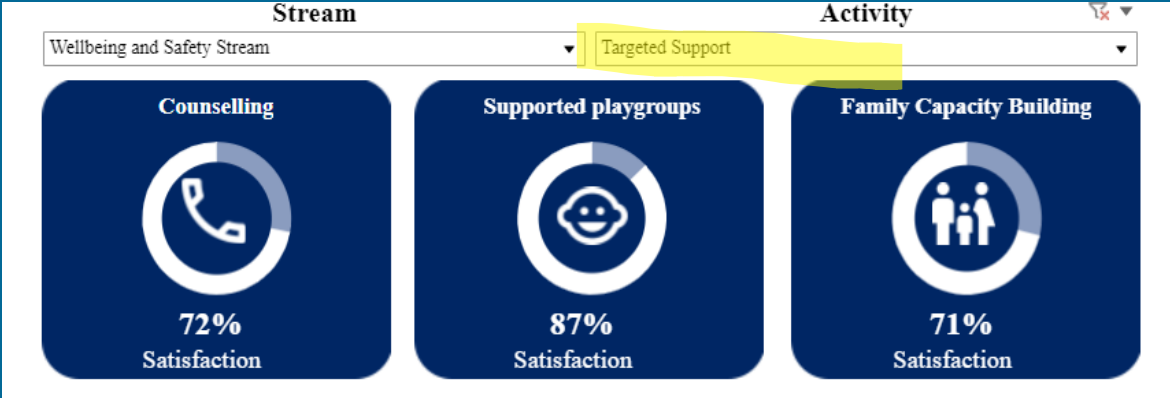 Stream
Activity
Wellbeing and Safety Stream
Targeted Support
Counselling
72%
Satisfaction
Supported playgroups
87%
Satisfaction
Family Capacity Building
71%
Satisfaction